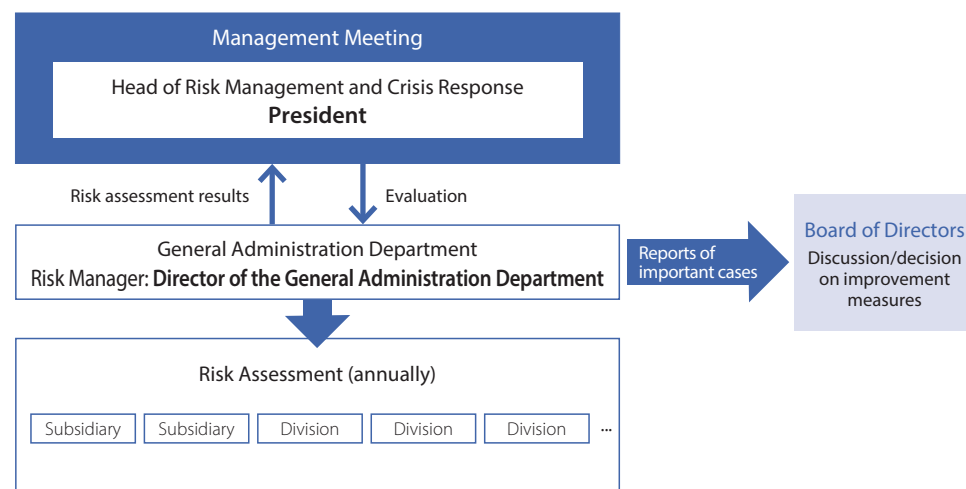 Management Meeting
Head of Risk Management and Crisis Response
President
Risk assessment results
Evaluation
General Administration Department
Risk Manager: Director of the General Administration Department
Reports of
important cases
Board of Directors
Discussion/decision
on improvement
measures
Risk Assessment (annually)
Subsidiary Subsidiary Division Division Division ...